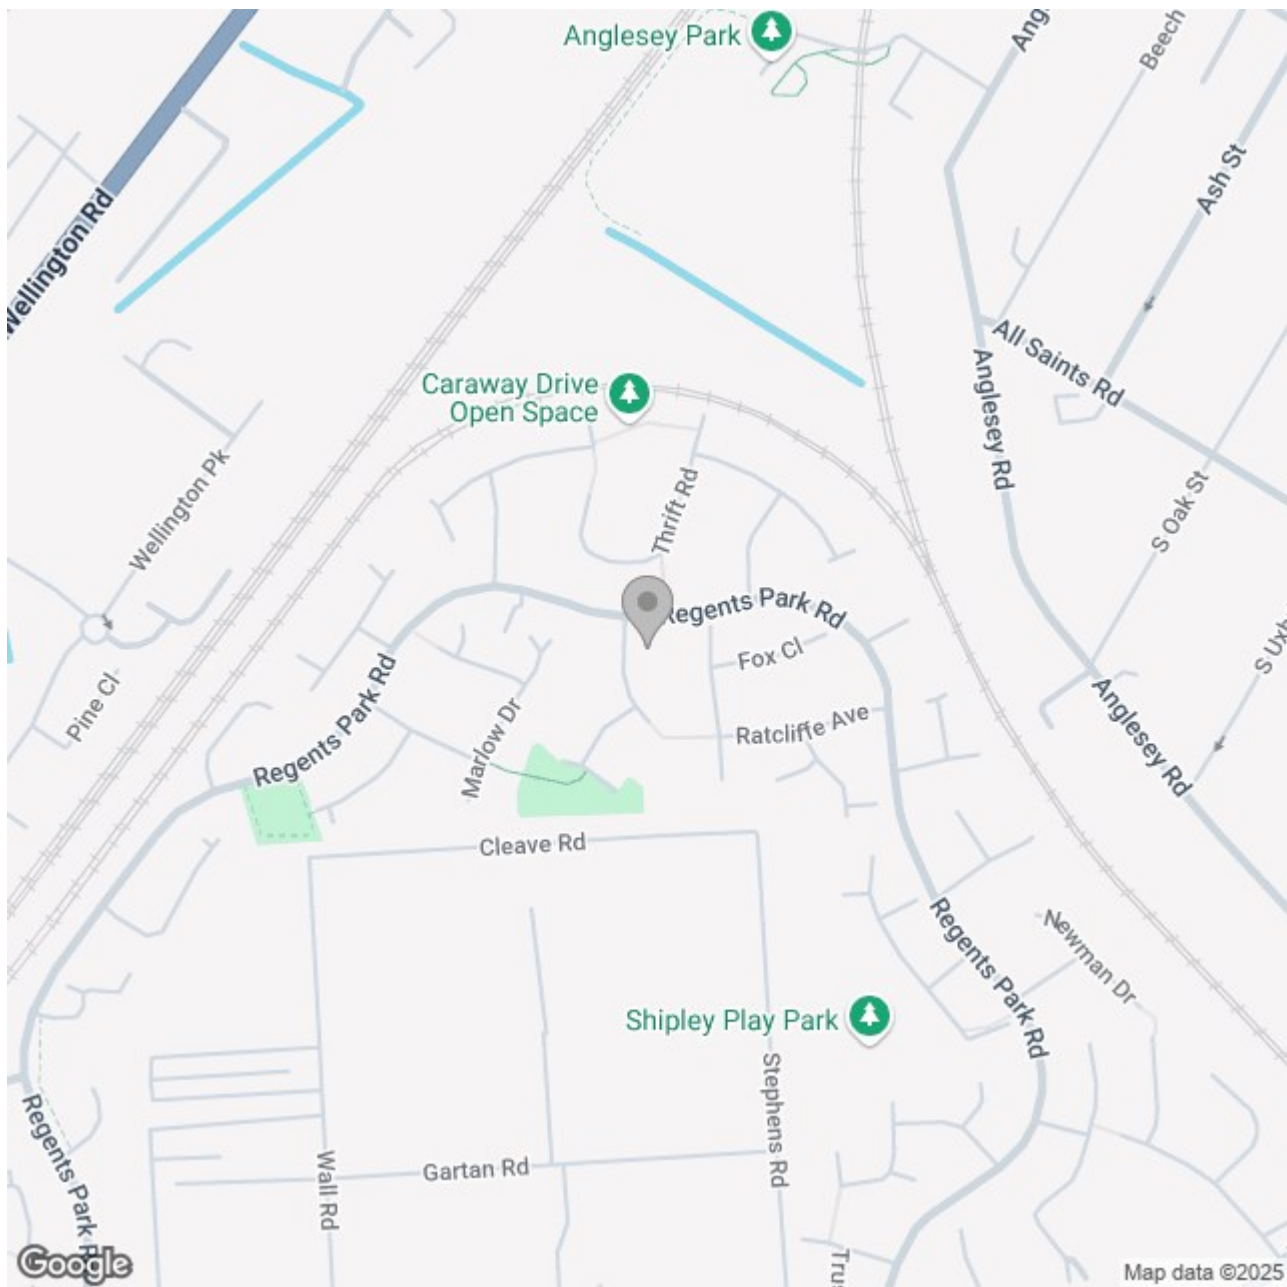 Anglesey Park
Ang
Beech
Ash St
Wellington Rd
All Saints Rd
Caraway Drive
Open Space
Anglesey Rd
Wellington Pk
Thrift Rd
S Oak St
Regents Park Rd
Fox Cl
S Uxb
Pine Cl
Regents Park Rd
Marlow Dr
Ratcliffe Ave
Anglesey Rd
Cleave Rd
Regents Park Rd
Newman Dr
Shipley Play Park
Stephens Rd
Regents Park R
Wall Rd
Gartan Rd
Trus
Google
Map data ©2025